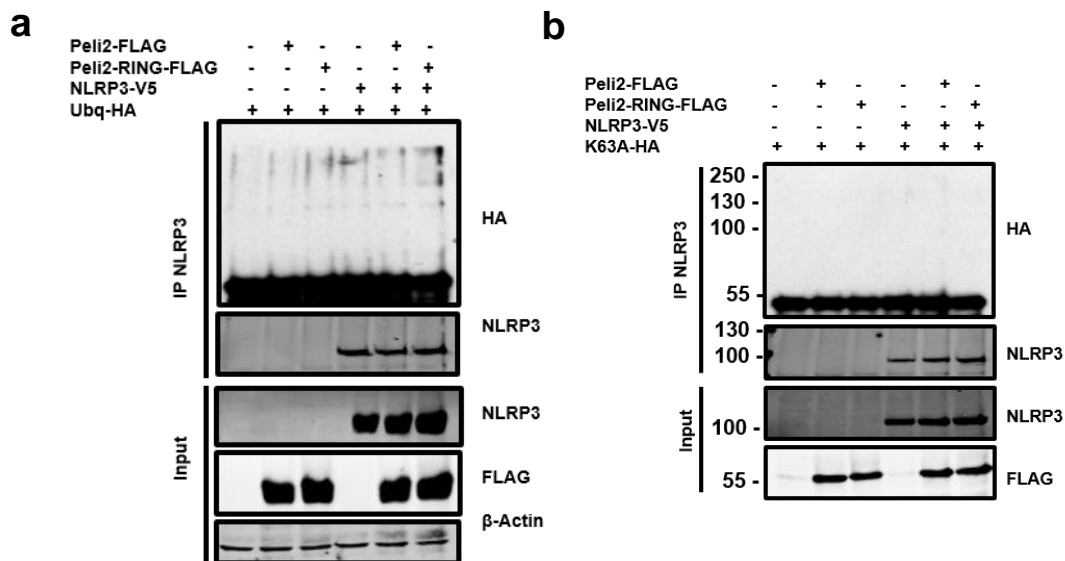 a
Peli2-FLAG - + - - + -
Peli2-RING-FLAG - - + - - +
NLRP3-V5 - - - + + +
Ubq-HA + + + + + +
IP NLRP3
HA
NLRP3
Input
NLRP3
FLAG
β-Actin
b
Peli2-FLAG - + - - + -
Peli2-RING-FLAG - - + - - +
NLRP3-V5 - - - + + +
K63A-HA + + + + + +
IP NLRP3
250 -
130 -
100 -
HA
55 -
130 -
100 -
NLRP3
Input
100 -
NLRP3
55 -
FLAG